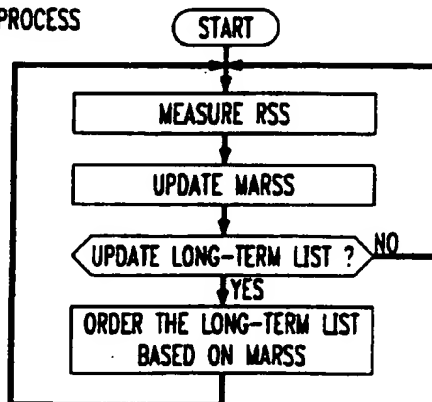 PROCESS
START
MEASURE RSS
UPDATE MARSS
UPDATE LONG-TERM LIST ?
NO
YES
ORDER THE LONG-TERM LIST
BASED ON MARSS